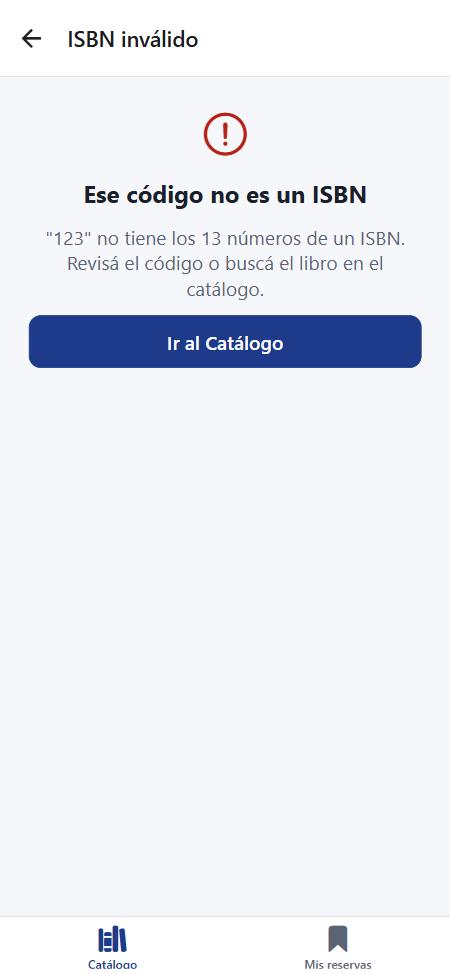 ISBN inválido
Ese código no es un ISBN
"123" no tiene los 13 números de un ISBN.
Revisá el código o buscá el libro en el
catálogo.
Ir al Catálogo
Catálogo
Mis reservas